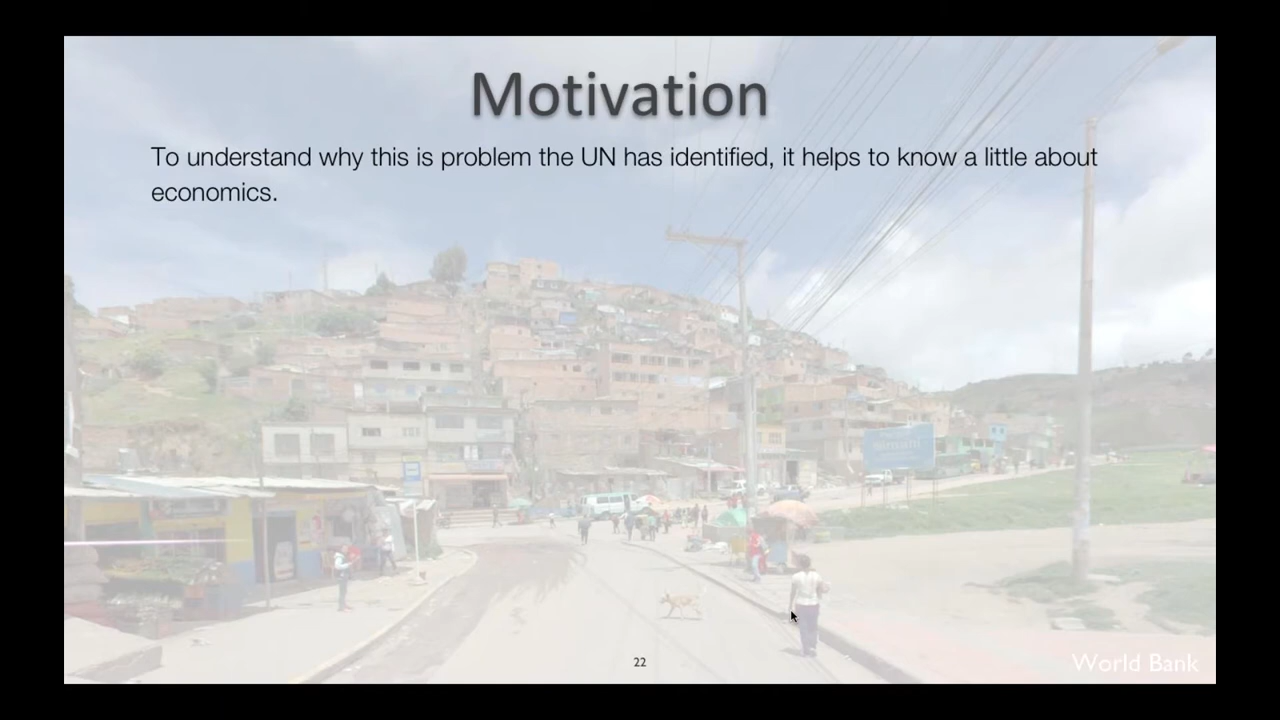 Motivation
To understand why this is problem the UN has identified, it helps to know a little about
economics.
22
World Bank